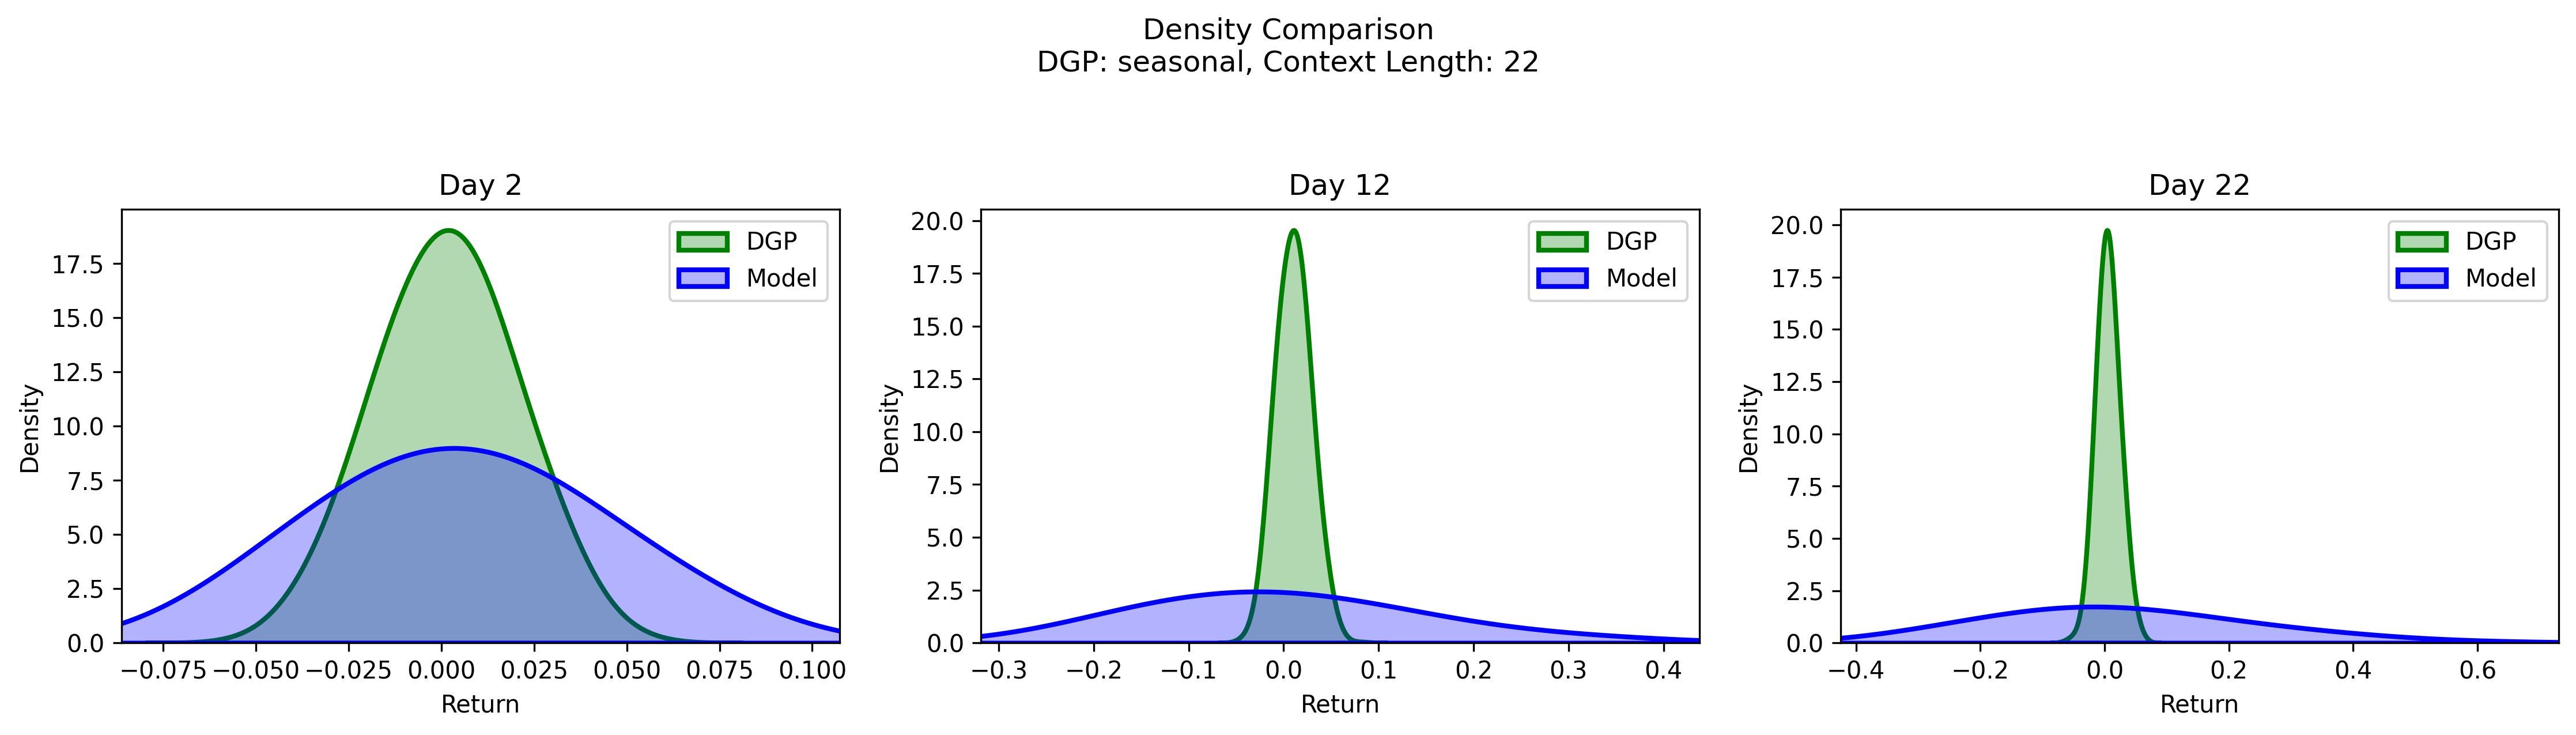 Density Comparison
DGP: seasonal, Context Length: 22
Day 2
Density
17.5
15.0
12.5
10.0
7.5
5.0
2.5
0.0
−0.075 −0.050 −0.025 0.000 0.025 0.050 0.075 0.100
Return
DGP
Model
Day 12
Density
20.0
17.5
15.0
12.5
10.0
7.5
5.0
2.5
0.0
−0.3 −0.2 −0.1 0.0 0.1 0.2 0.3 0.4
Return
DGP
Model
Day 22
Density
20.0
17.5
15.0
12.5
10.0
7.5
5.0
2.5
0.0
−0.4 −0.2 0.0 0.2 0.4 0.6
Return
DGP
Model